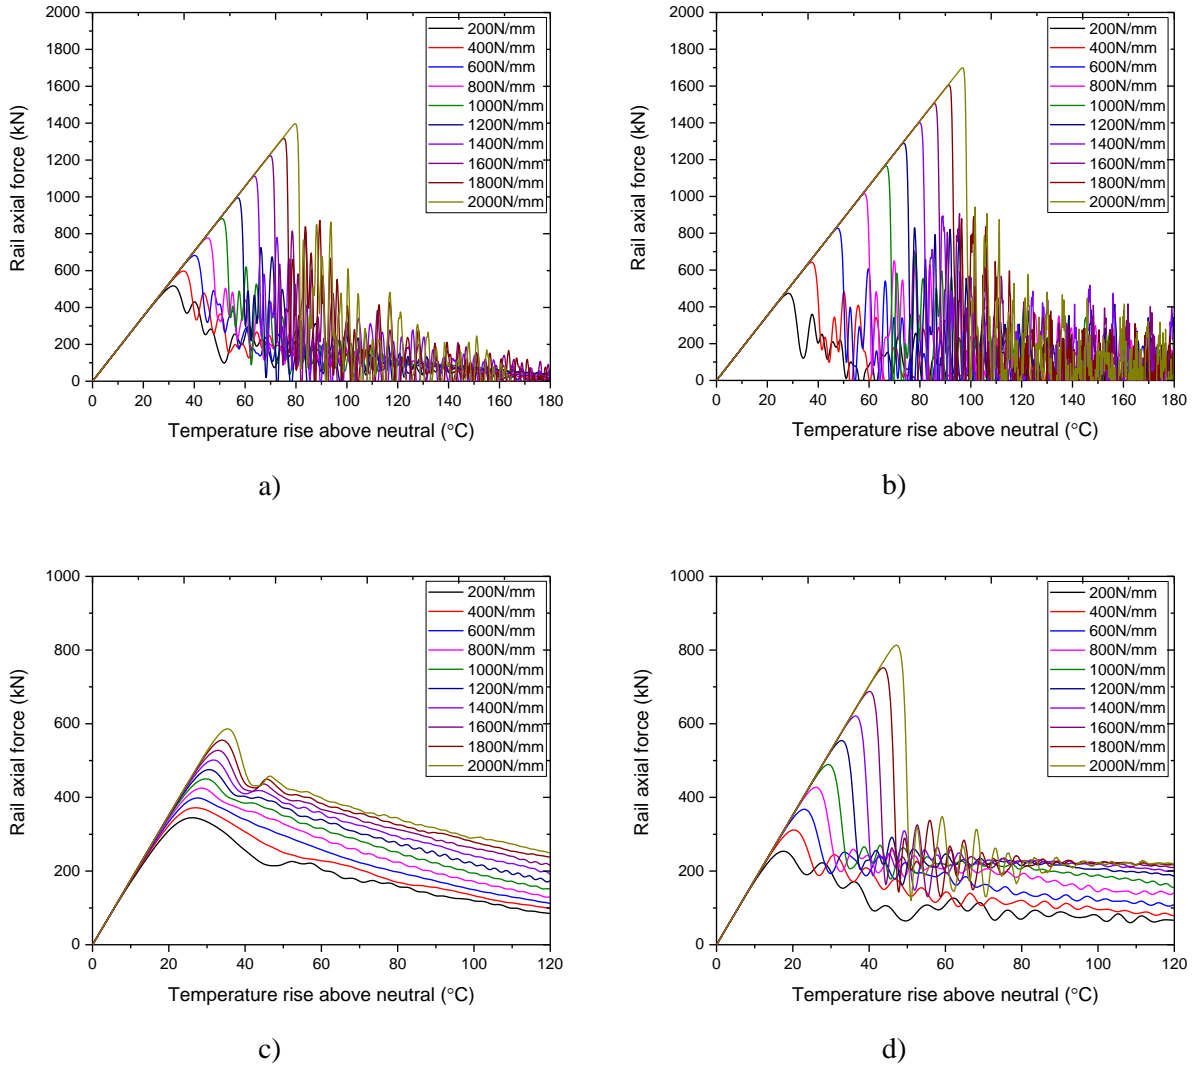 2000
1800
1600
1400
1200
1000
800
600
400
200
0
Rail axial force (kN)
200N/mm
400N/mm
600N/mm
800N/mm
1000N/mm
1200N/mm
1400N/mm
1600N/mm
1800N/mm
2000N/mm
0 20 40 60 80 100 120 140 160 180
Temperature rise above neutral (°C)
a)
2000
1800
1600
1400
1200
1000
800
600
400
200
0
Rail axial force (kN)
200N/mm
400N/mm
600N/mm
800N/mm
1000N/mm
1200N/mm
1400N/mm
1600N/mm
1800N/mm
2000N/mm
0 20 40 60 80 100 120 140 160 180
Temperature rise above neutral (°C)
b)
1000
800
600
400
200
0
Rail axial force (kN)
200N/mm
400N/mm
600N/mm
800N/mm
1000N/mm
1200N/mm
1400N/mm
1600N/mm
1800N/mm
2000N/mm
0 20 40 60 80 100 120
Temperature rise above neutral (°C)
c)
1000
800
600
400
200
0
Rail axial force (kN)
200N/mm
400N/mm
600N/mm
800N/mm
1000N/mm
1200N/mm
1400N/mm
1600N/mm
1800N/mm
2000N/mm
0 20 40 60 80 100 120
Temperature rise above neutral (°C)
d)